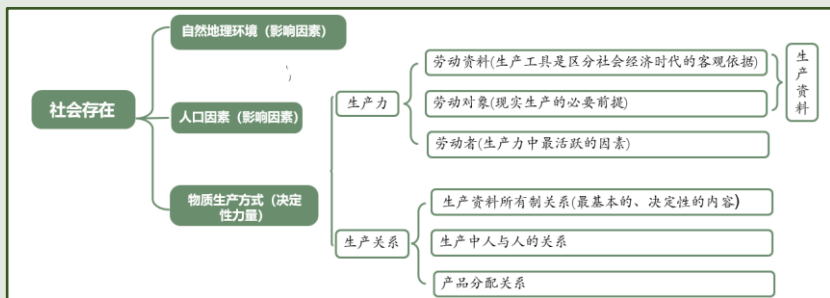 社会存在
自然地理环境（影响因素）
人口因素（影响因素）
物质生产方式（决定
性力量）
生产力
劳动资料(生产工具是区分社会经济时代的客观依据)
劳动对象(现实生产的必要前提)
劳动者(生产力中最活跃的因素)
生产资料
生产关系
生产资料所有制关系(最基本的、决定性的内容)
生产中人与人的关系
产品分配关系